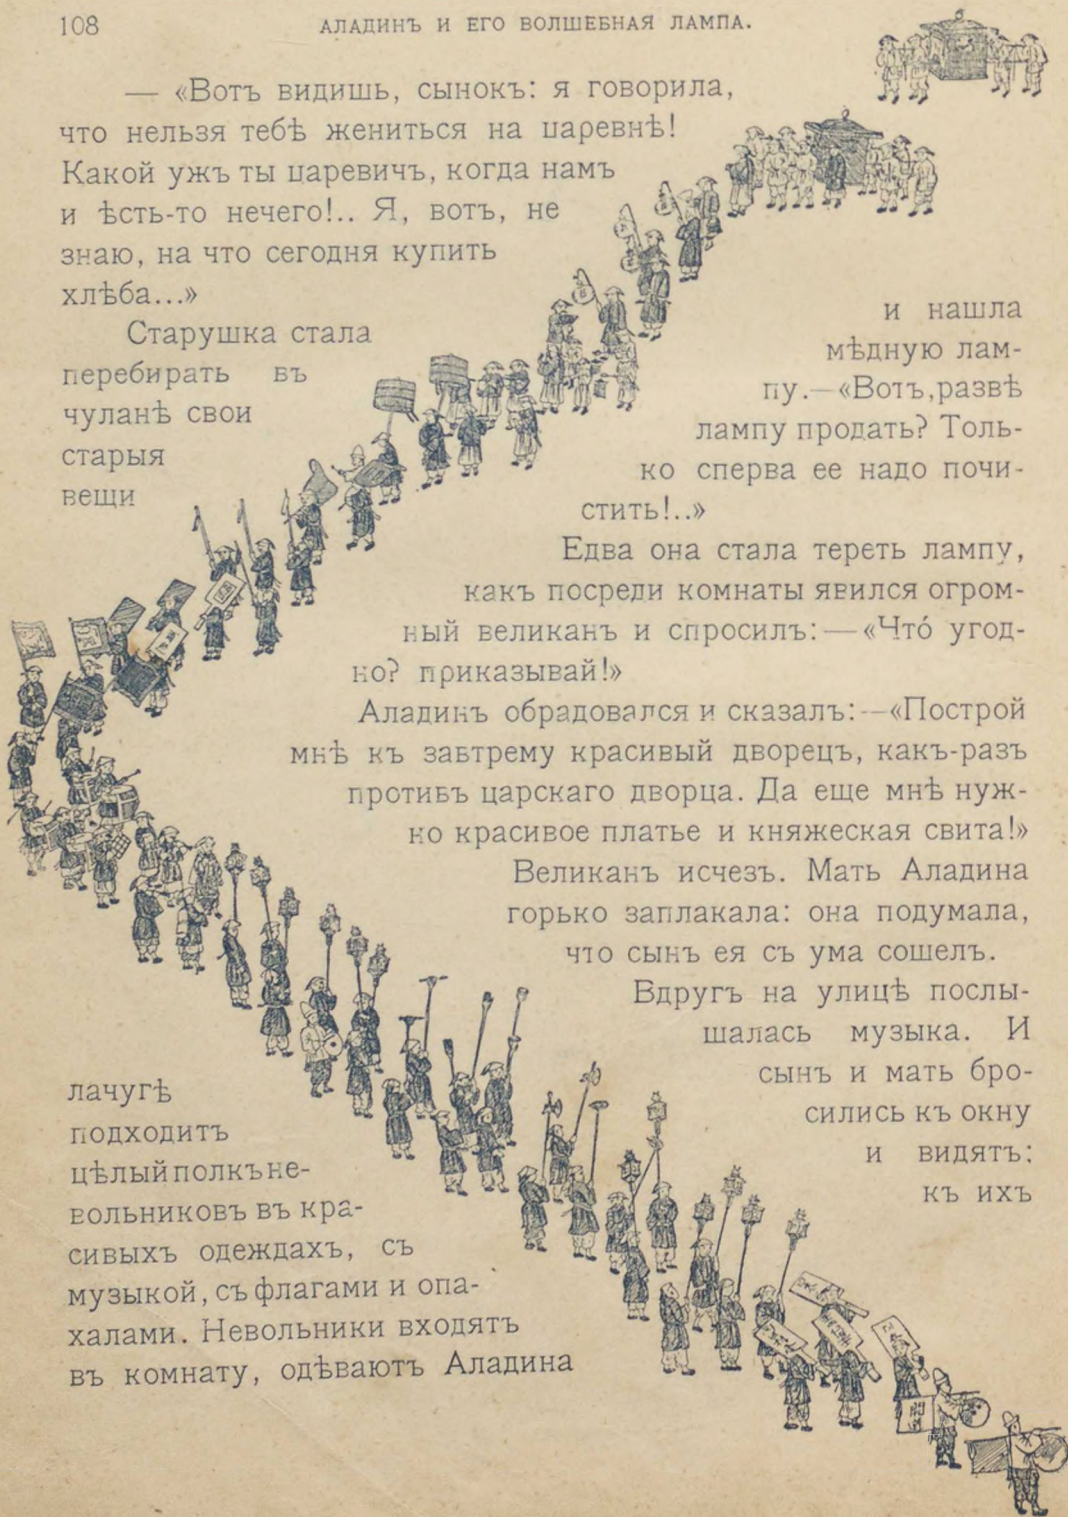 108
АЛАДИНЪ И ЕГО ВОЛШЕБНАЯ ЛАМПА.
— «Вотъ видишь, сынокъ: я говорила,
что нельзя тебѣ жениться на царевнѣ!
Какой ужъ ты царевичъ, когда намъ
и ѣсть-то нечего!.. Я, вотъ, не
знаю, на что сегодня купить
хлѣба...»
Старушка стала
перебирать въ
чуланѣ свои
старыя
вещи
и нашла
мѣдную лам-
пу.—«Вотъ,развѣ
лампу продать? Толь-
ко сперва ее надо почи-
стить!..»
Едва она стала тереть лампу,
какъ посреди комнаты явился огром-
ный великанъ и спросилъ:—«Что́ угод-
но? приказывай!»
Аладинъ обрадовался и сказалъ:—«Построй
мнѣ къ завтрему красивый дворецъ, какъ-разъ
противъ царскаго дворца. Да еще мнѣ нуж-
но красивое платье и княжеская свита!»
Великанъ исчезъ. Мать Аладина
горько заплакала: она подумала,
что сынъ ея съ ума сошелъ.
Вдругъ на улицѣ послы-
шалась музыка. И
сынъ и мать бро-
сились къ окну
и видятъ:
къ ихъ
лачугѣ
подходитъ
цѣлый полкъ не-
вольниковъ въ кра-
сивыхъ одеждахъ, съ
музыкой, съ флагами и опа-
халами. Невольники входятъ
въ комнату, одѣваютъ Аладина